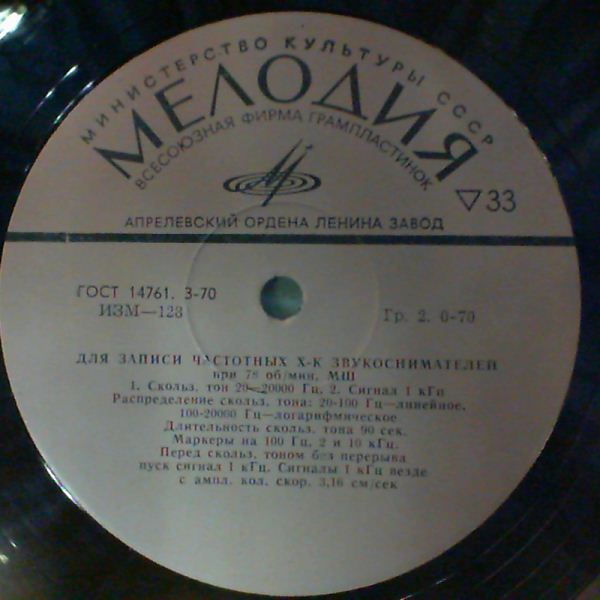 МИНИСТЕРСТВО КУЛЬТУРЫ СССР
МЕЛОДИЯ
ВСЕСОЮЗНАЯ ФИРМА ГРАМПЛАСТИНОК
▽33
АПРЕЛЕВСКИЙ ОРДЕНА ЛЕНИНА ЗАВОД
ГОСТ 14761. 3-70
ИЗМ—123
Гр. 2. 0-70
ДЛЯ ЗАПИСИ ЧАСТОТНЫХ Х-К ЗВУКОСНИМАТЕЛЕЙ
при 78 об/мин. МШ
1. Скольз. тон 20—20000 Гц. 2. Сигнал 1 кГц
Распределение скольз. тона: 20-100 Гц—линейное,
100-20000 Гц—логарифмическое
Длительность скольз. тона 90 сек.
Маркеры на 100 Гц, 2 и 10 кГц.
Перед скольз. тоном без перерыва
пуск сигнал 1 кГц. Сигналы 1 кГц везде
с ампл. кол. скор. 3,16 см/сек